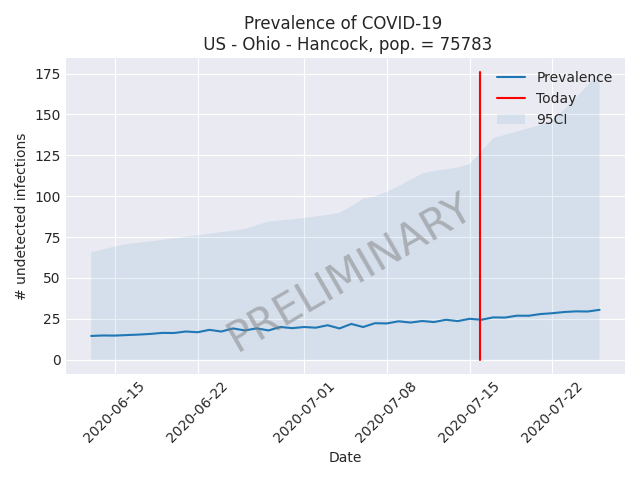 Prevalence of COVID-19
US - Ohio - Hancock, pop. = 75783
# undetected infections
175
150
125
100
75
50
25
0
Prevalence
Today
95CI
PRELIMINARY
2020-06-15
2020-06-22
2020-07-01
2020-07-08
2020-07-15
2020-07-22
Date